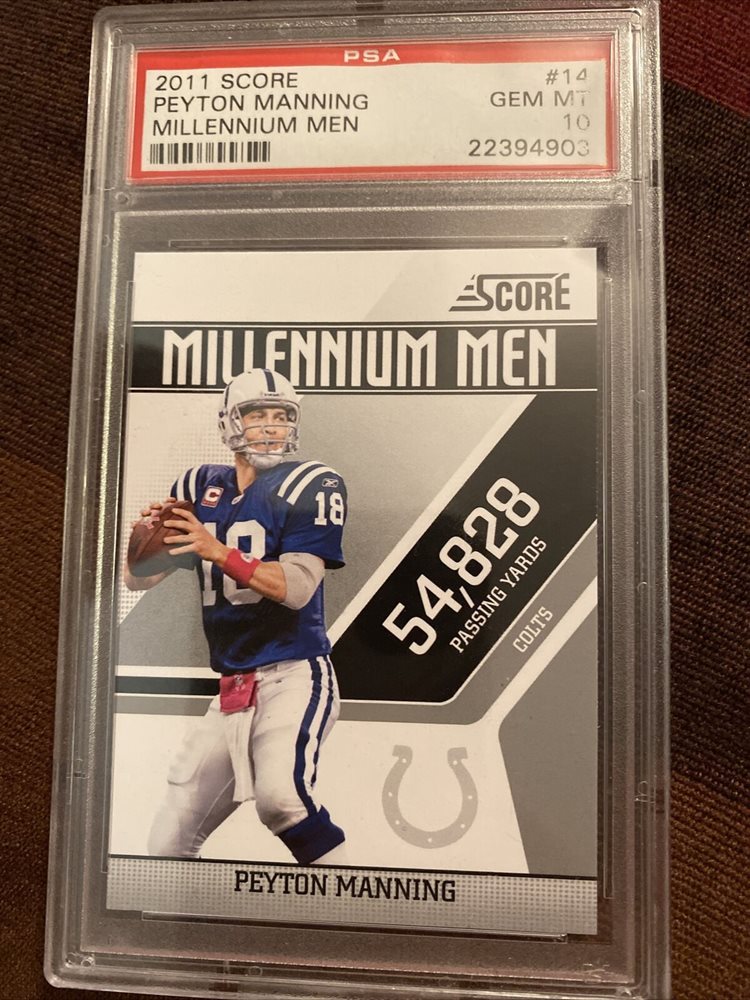 PSA
2011 SCORE #14
PEYTON MANNING GEM MT
MILLENNIUM MEN 10
22394903
SCORE
MILLENNIUM MEN
C
18
18
54,828
PASSING YARDS
COLTS
PEYTON MANNING